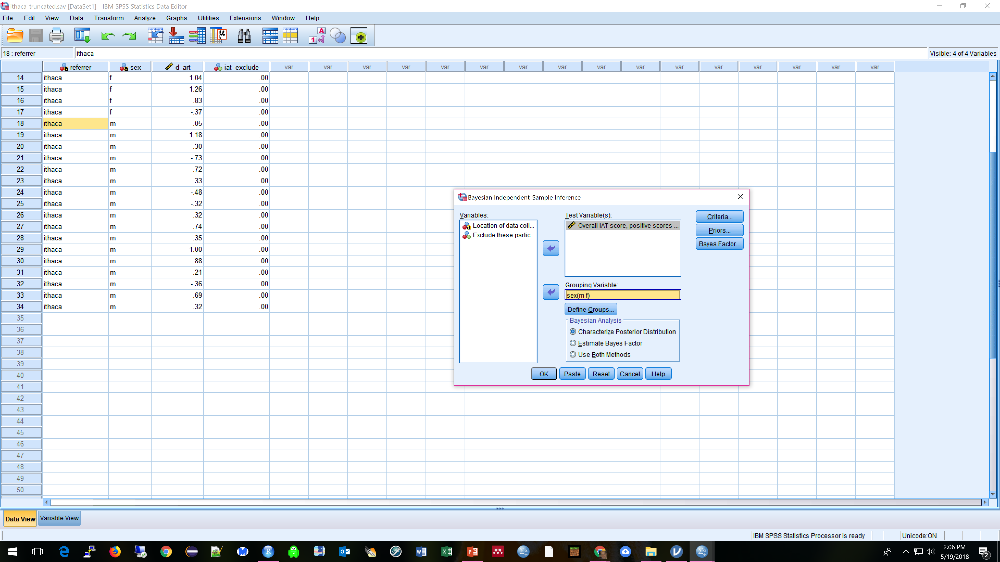 ithaca_truncated.sav [DataSet1] - IBM SPSS Statistics Data Editor
File Edit View Data Transform Analyze Graphs Utilities Extensions Window Help
18 : referrer ithaca Visible: 4 of 4 Variables
referrer sex d_art iat_exclude var var var var var var var var var var var var var var var var
14 ithaca f 1.04 .00
15 ithaca f 1.26 .00
16 ithaca f .83 .00
17 ithaca f -.37 .00
18 ithaca m -.05 .00
19 ithaca m 1.18 .00
20 ithaca m .30 .00
21 ithaca m -.73 .00
22 ithaca m .72 .00
23 ithaca m .33 .00
24 ithaca m -.48 .00
25 ithaca m -.32 .00
26 ithaca m .32 .00
27 ithaca m .74 .00
28 ithaca m .35 .00
29 ithaca m 1.00 .00
30 ithaca m .88 .00
31 ithaca m -.21 .00
32 ithaca m -.36 .00
33 ithaca m .69 .00
34 ithaca m .32 .00
35
36
37
38
39
40
41
42
43
44
45
46
47
48
49
50
Bayesian Independent-Sample Inference
Variables:
Location of data coll...
Exclude these partic...
Test Variable(s):
Overall IAT score, positive scores ...
Criteria...
Priors...
Bayes Factor...
Grouping Variable:
sex(m f)
Define Groups...
Bayesian Analysis
Characterize Posterior Distribution
Estimate Bayes Factor
Use Both Methods
OK Paste Reset Cancel Help
Data View Variable View
IBM SPSS Statistics Processor is ready Unicode:ON
2:06 PM
5/19/2018
2